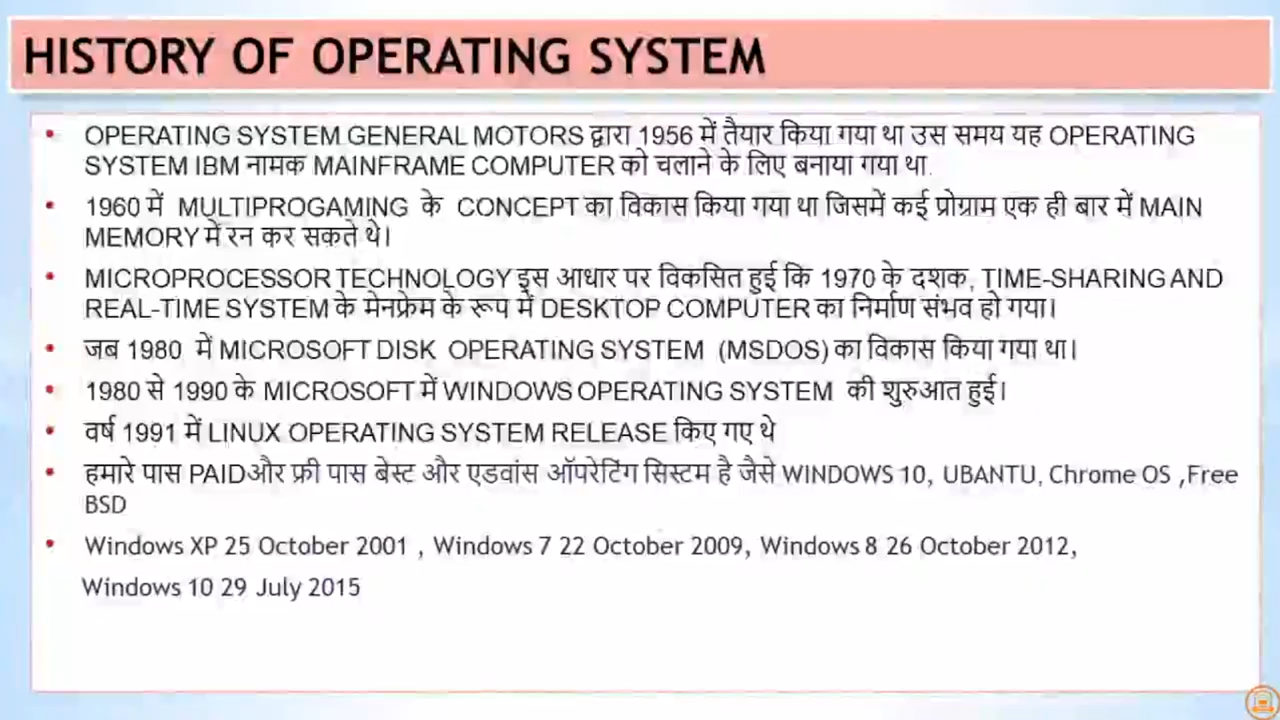 HISTORY OF OPERATING SYSTEM
• OPERATING SYSTEM GENERAL MOTORS द्वारा 1956 में तैयार किया गया था उस समय यह OPERATING
SYSTEM IBM नामक MAINFRAME COMPUTER को चलाने के लिए बनाया गया था.
• 1960 में MULTIPROGAMING के CONCEPT का विकास किया गया था जिसमें कई प्रोग्राम एक ही बार में MAIN
MEMORY में रन कर सकते थे।
• MICROPROCESSOR TECHNOLOGY इस आधार पर विकसित हुई कि 1970 के दशक, TIME-SHARING AND
REAL-TIME SYSTEM के मेनफ्रेम के रूप में DESKTOP COMPUTER का निर्माण संभव हो गया।
• जब 1980 में MICROSOFT DISK OPERATING SYSTEM (MSDOS) का विकास किया गया था।
• 1980 से 1990 के MICROSOFT में WINDOWS OPERATING SYSTEM की शुरुआत हुई।
• वर्ष 1991 में LINUX OPERATING SYSTEM RELEASE किए गए थे
• हमारे पास PAIDऔर फ्री पास बेस्ट और एडवांस ऑपरेटिंग सिस्टम है जैसे WINDOWS 10, UBANTU, Chrome OS ,Free
BSD
• Windows XP 25 October 2001 , Windows 7 22 October 2009, Windows 8 26 October 2012,
Windows 10 29 July 2015